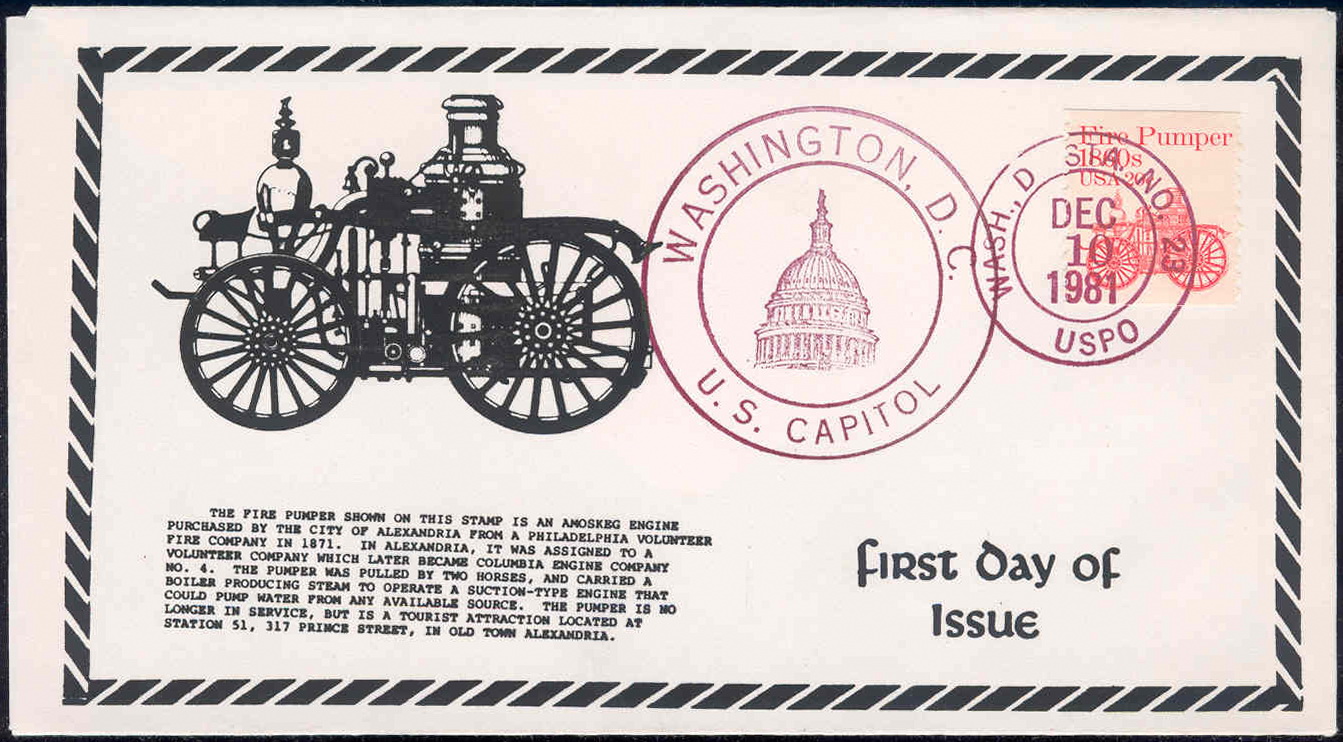 WASHINGTON, D.C.
U.S. CAPITOL
Fire Pumper
1860s
USA 20c
WASH., D STA. NO. 29
DEC
10
1981
USPO
THE FIRE PUMPER SHOWN ON THIS STAMP IS AN AMOSKEG ENGINE
PURCHASED BY THE CITY OF ALEXANDRIA FROM A PHILADELPHIA VOLUNTEER
FIRE COMPANY IN 1871. IN ALEXANDRIA, IT WAS ASSIGNED TO A
VOLUNTEER COMPANY WHICH LATER BECAME COLUMBIA ENGINE COMPANY
NO. 4. THE PUMPER WAS PULLED BY TWO HORSES, AND CARRIED A
BOILER PRODUCING STEAM TO OPERATE A SUCTION-TYPE ENGINE THAT
COULD PUMP WATER FROM ANY AVAILABLE SOURCE. THE PUMPER IS NO
LONGER IN SERVICE, BUT IS A TOURIST ATTRACTION LOCATED AT
STATION 51, 317 PRINCE STREET, IN OLD TOWN ALEXANDRIA.
First Day of
Issue